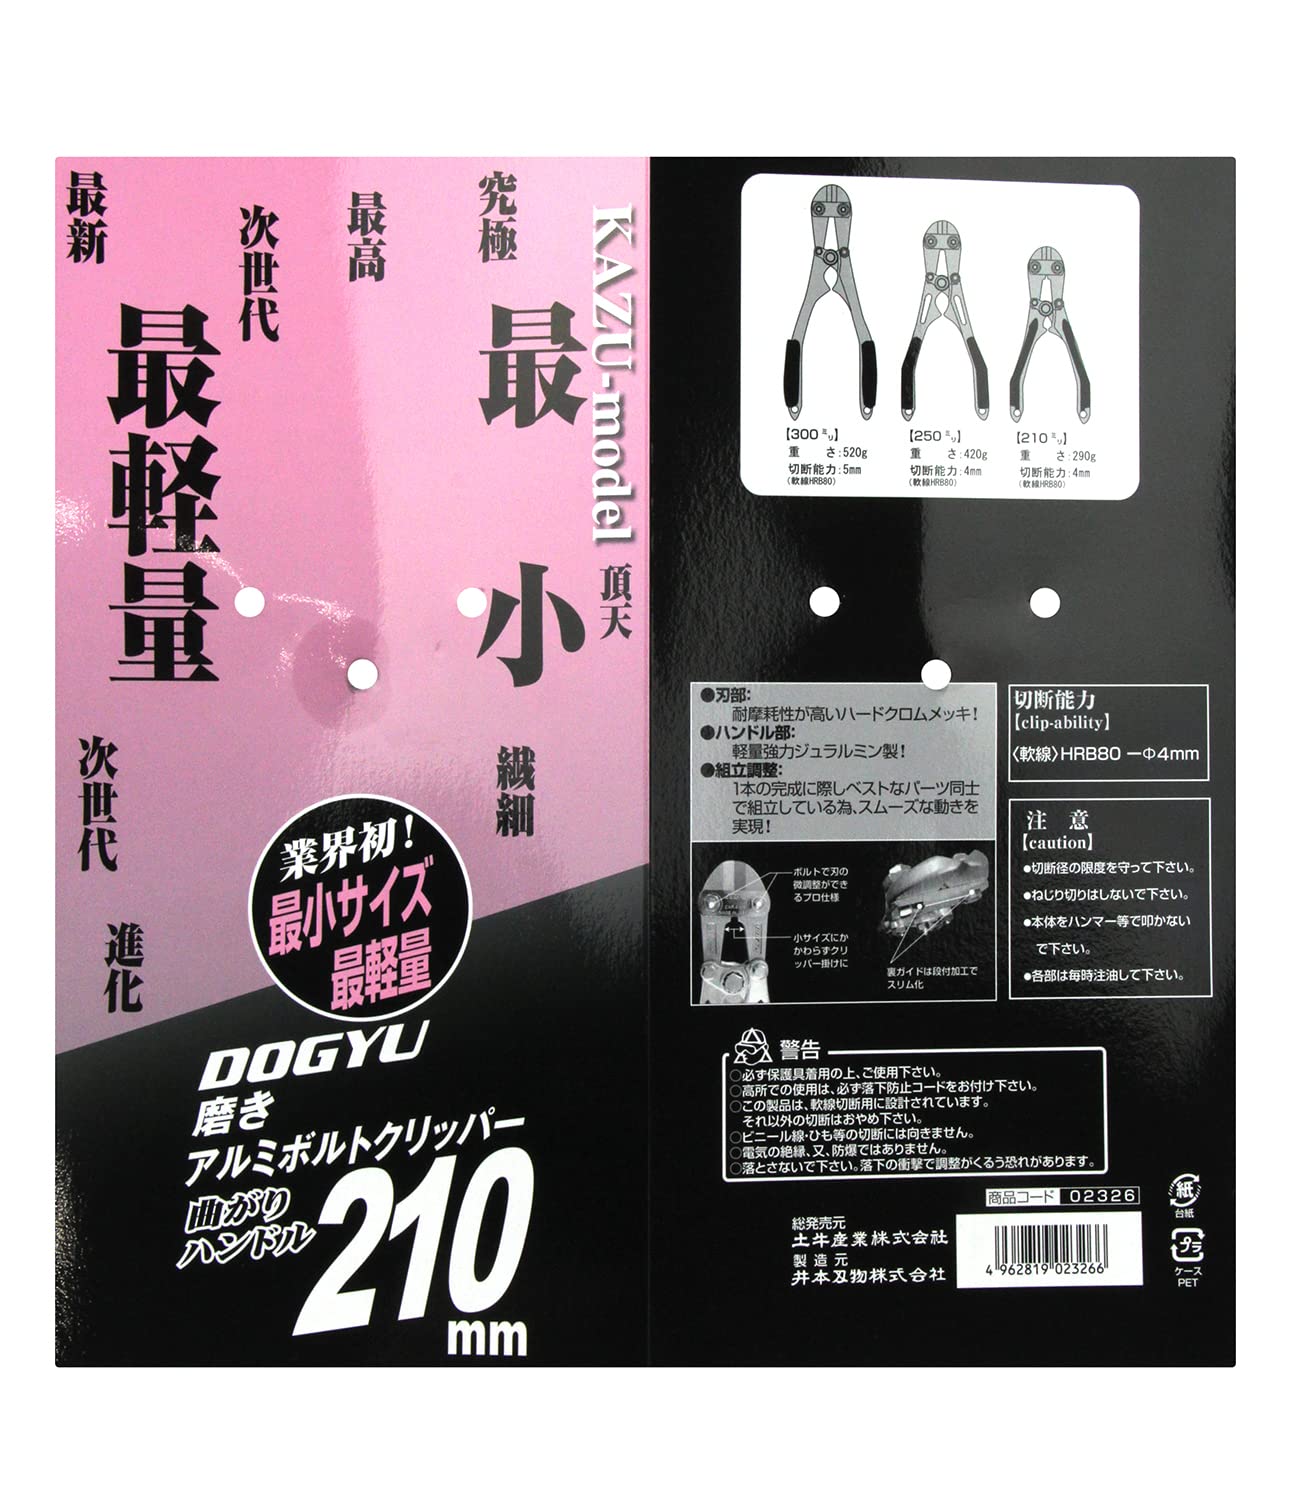 最新
次世代
最高
究極
KAZU-model 頂天
最軽量
最小
次世代
繊細
進化
業界初!
最小サイズ
最軽量
DOGYU
磨き
アルミボルトクリッパー
曲がり
ハンドル
210
mm
【300ミリ】
重さ:520g
切断能力:5mm
(軟線HRB80)
【250ミリ】
重さ:420g
切断能力:4mm
(軟線HRB80)
【210ミリ】
重さ:290g
切断能力:4mm
(軟線HRB80)
●刃部:
耐摩耗性が高いハードクロムメッキ!
●ハンドル部:
軽量強力ジュラルミン製!
●組立調整:
1本の完成に際しベストなパーツ同士
で組立している為、スムーズな動きを
実現!
ボルトで刃の
微調整ができ
るプロ仕様
小サイズにか
かわらずクリ
ッパー掛けに
裏ガイドは段付加工で
スリム化
切断能力
【clip-ability】
〈軟線〉HRB80 ーΦ4mm
注 意
【caution】
●切断径の限度を守って下さい。
●ねじり切りはしないで下さい。
●本体をハンマー等で叩かない
で下さい。
●各部は毎時注油して下さい。
警告
○必ず保護具着用の上、ご使用下さい。
○高所での使用は、必ず落下防止コードをお付け下さい。
○この製品は、軟線切断用に設計されています。
それ以外の切断はおやめ下さい。
○ビニール線・ひも等の切断には向きません。
○電気の絶縁、又、防爆ではありません。
○落とさないで下さい。落下の衝撃で調整がくるう恐れがあります。
商品コード 02326
総発売元
土牛産業株式会社
製造元
井本刃物株式会社
4 962819 023266
紙
台紙
プラ
ケース
PET